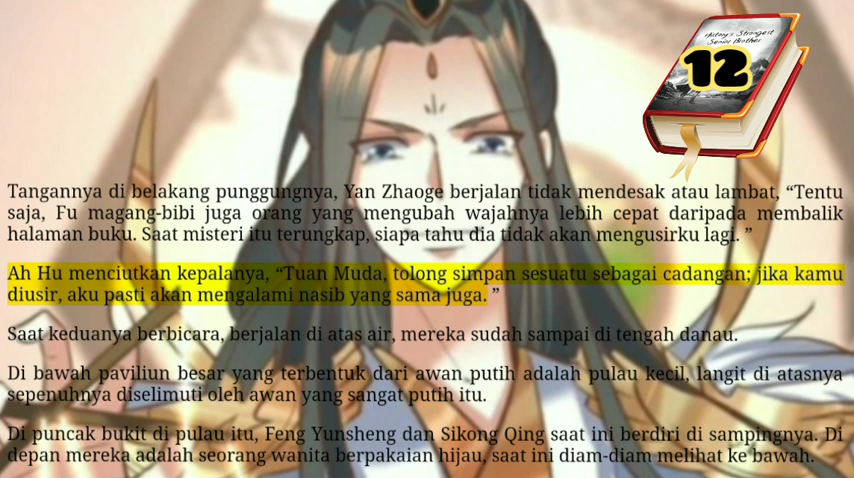 History's Strongest
Senior Brother
12
Tangannya di belakang punggungnya, Yan Zhaoge berjalan tidak mendesak atau lambat, “Tentu
saja, Fu magang-bibi juga orang yang mengubah wajahnya lebih cepat daripada membalik
halaman buku. Saat misteri itu terungkap, siapa tahu dia tidak akan mengusirku lagi. ”
Ah Hu menciutkan kepalanya, “Tuan Muda, tolong simpan sesuatu sebagai cadangan; jika kamu
diusir, aku pasti akan mengalami nasib yang sama juga. ”
Saat keduanya berbicara, berjalan di atas air, mereka sudah sampai di tengah danau.
Di bawah paviliun besar yang terbentuk dari awan putih adalah pulau kecil, langit di atasnya
sepenuhnya diselimuti oleh awan yang sangat putih itu.
Di puncak bukit di pulau itu, Feng Yunsheng dan Sikong Qing saat ini berdiri di sampingnya. Di
depan mereka adalah seorang wanita berpakaian hijau, saat ini diam-diam melihat ke bawah.